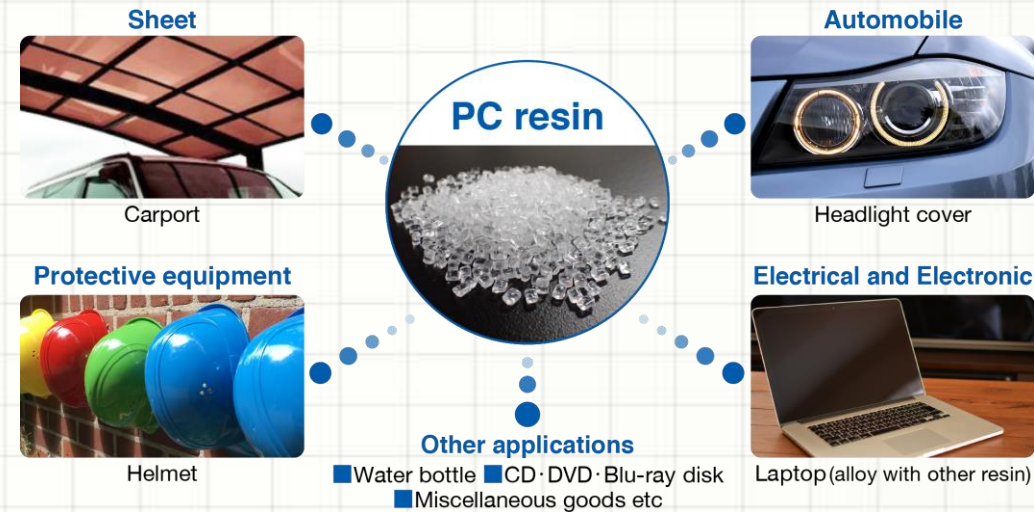 Sheet
Automobile
PC resin
Carport
Headlight cover
Protective equipment
Electrical and Electronic
Helmet
Other applications
Water bottle CD·DVD·Blu-ray disk
Miscellaneous goods etc
Laptop(alloy with other resin)